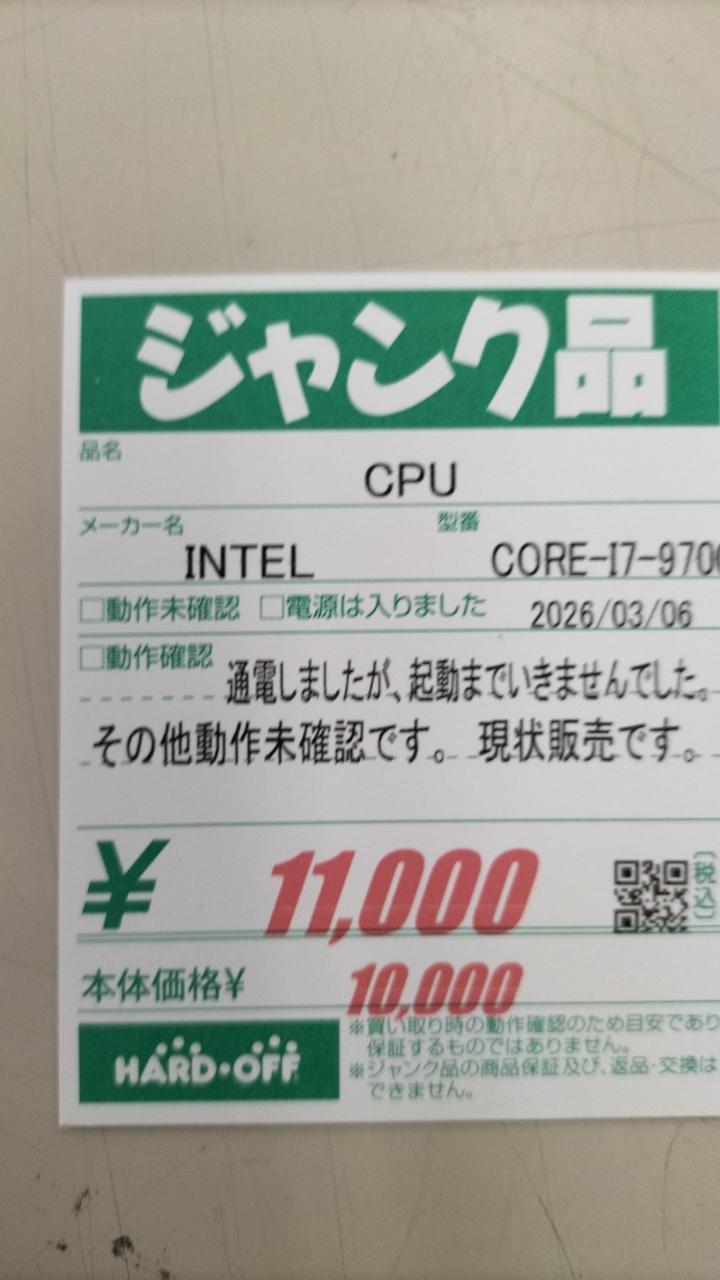 ジャンク品
品名
CPU
メーカー名 型番
INTEL CORE-I7-970
□動作未確認 □電源は入りました 2026/03/06
□動作確認 通電しましたが、起動までいきませんでした。
その他動作未確認です。 現状販売です。
¥ 11,000 (税込)
本体価格¥ 10,000
HARD・OFF
※買い取り時の動作確認のため目安であり
保証するものではありません。
※ジャンク品の商品保証及び、返品・交換は
できません。